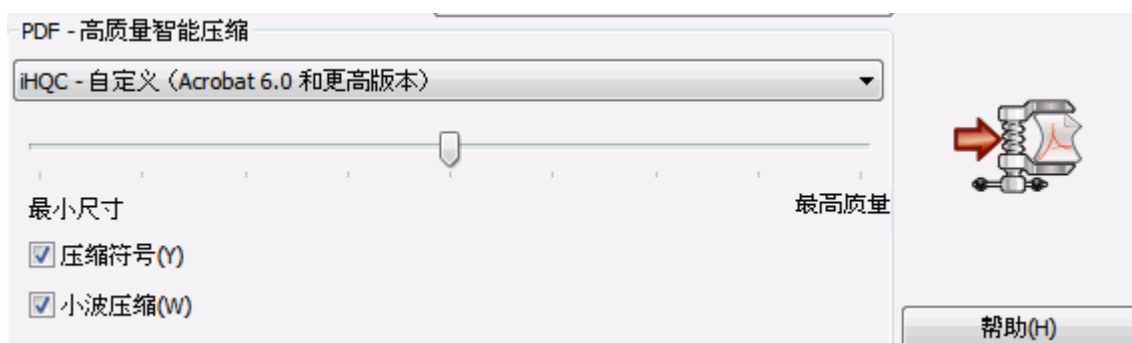 PDF - 高质量智能压缩
iHQC - 自定义（Acrobat 6.0 和更高版本）
最小尺寸
最高质量
压缩符号(Y)
小波压缩(W)
帮助(H)